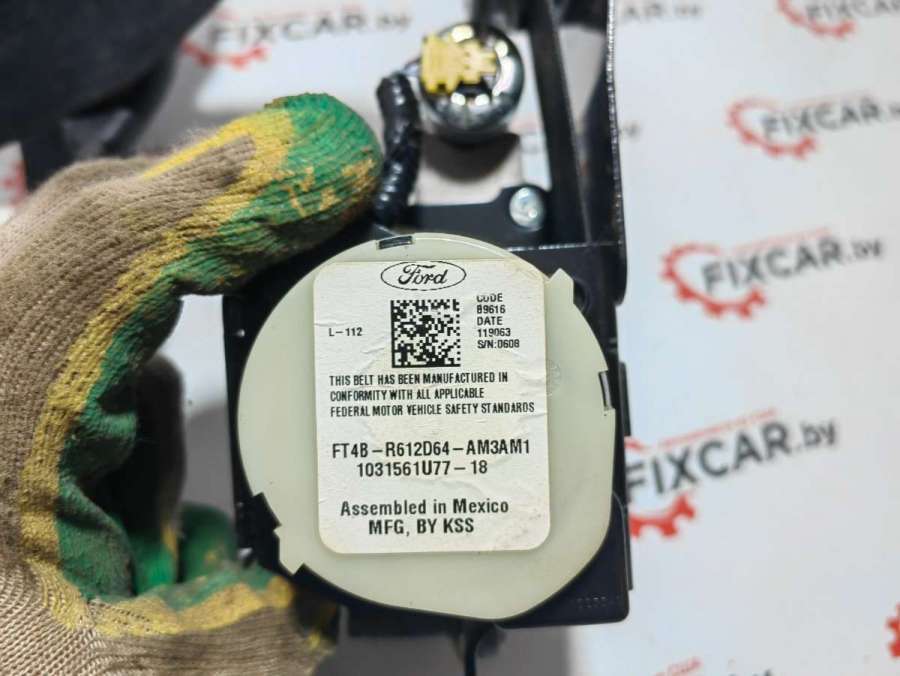 FIXCAR.by
FIXCAR.by
FIXCAR.by
FIXCAR.by
Ford
L-112
CODE
B9616
DATE
119063
S/N:0608
THIS BELT HAS BEEN MANUFACTURED IN
CONFORMITY WITH ALL APPLICABLE
FEDERAL MOTOR VEHICLE SAFETY STANDARDS
FT4B-R612D64-AM3AM1
1031561U77-18
Assembled in Mexico
MFG, BY KSS